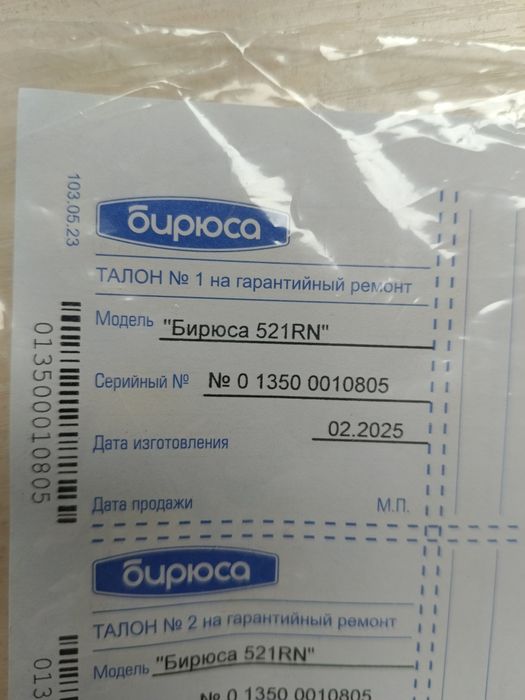 103.05.23
бирюса
ТАЛОН № 1 на гарантийный ремонт
Модель "Бирюса 521RN"
Серийный № № 0 1350 0010805
Дата изготовления 02.2025
Дата продажи М.П.
013500010805
бирюса
ТАЛОН № 2 на гарантийный ремонт
Модель "Бирюса 521RN"
№ 0 1350 0010805
013